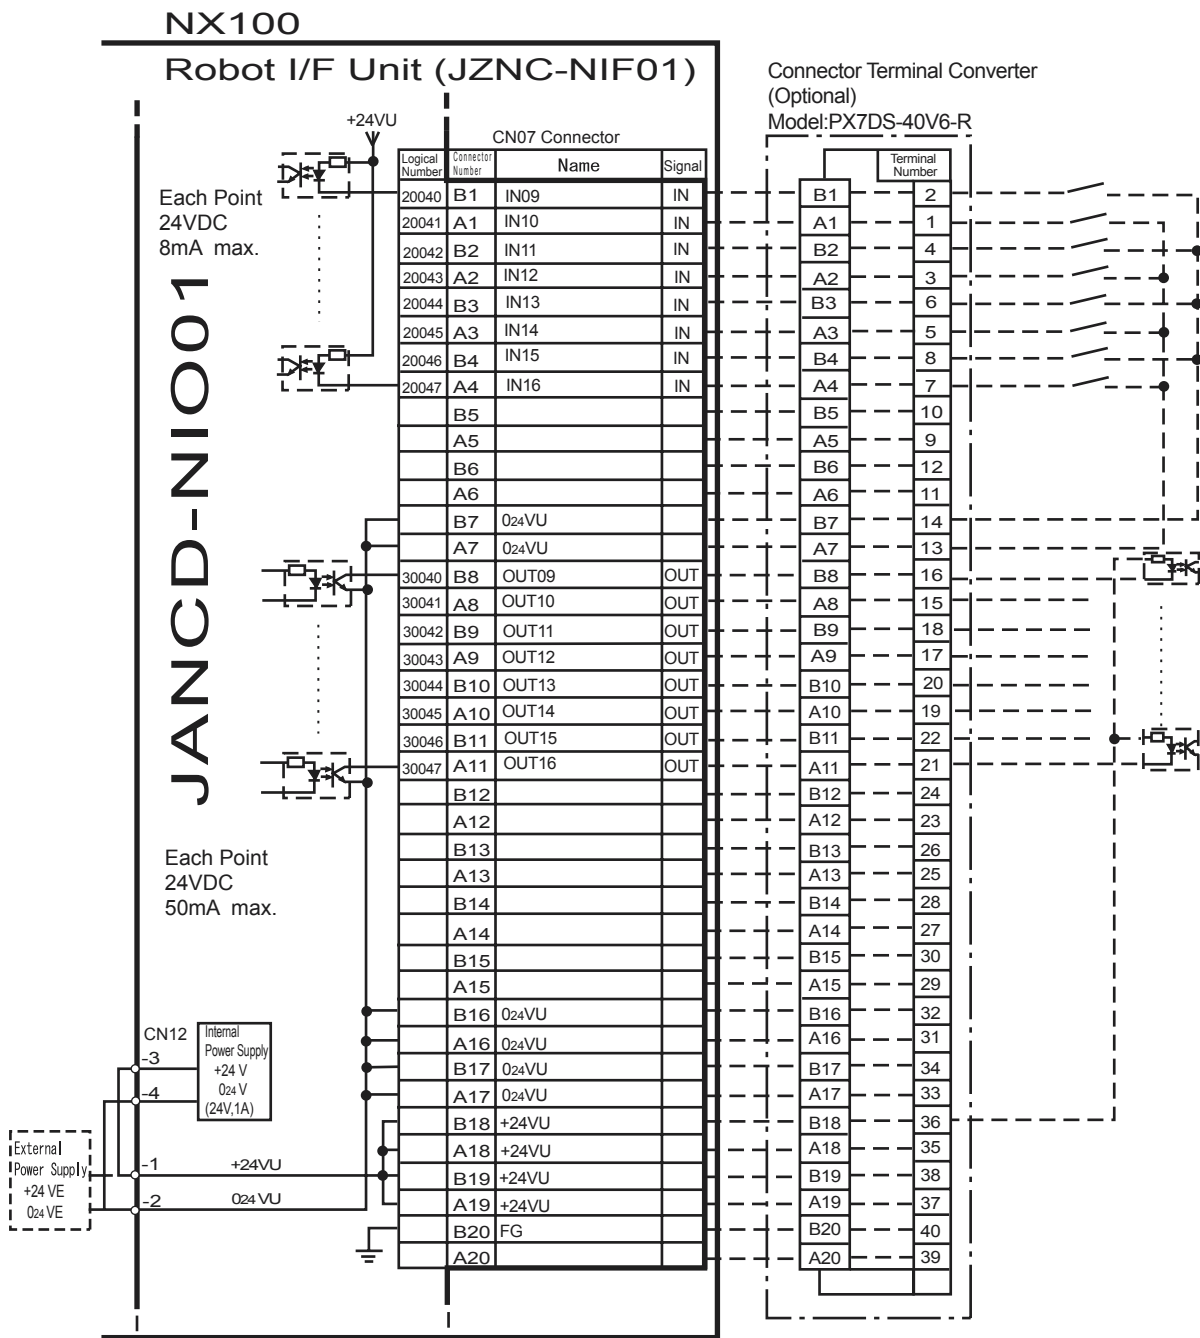 NX100
Robot I/F Unit (JZNC-NIF01)
Connector Terminal Converter
(Optional)
Model:PX7DS-40V6-R
+24VU
CN07 Connector
Logical Number Connector Number Name Signal
Terminal Number
Each Point
24VDC
8mA max.
JANCD-NIO01
20040 B1 IN09 IN B1 2
20041 A1 IN10 IN A1 1
20042 B2 IN11 IN B2 4
20043 A2 IN12 IN A2 3
20044 B3 IN13 IN B3 6
20045 A3 IN14 IN A3 5
20046 B4 IN15 IN B4 8
20047 A4 IN16 IN A4 7
B5 B5 10
A5 A5 9
B6 B6 12
A6 A6 11
B7 024VU B7 14
A7 024VU A7 13
30040 B8 OUT09 OUT B8 16
30041 A8 OUT10 OUT A8 15
30042 B9 OUT11 OUT B9 18
30043 A9 OUT12 OUT A9 17
30044 B10 OUT13 OUT B10 20
30045 A10 OUT14 OUT A10 19
30046 B11 OUT15 OUT B11 22
30047 A11 OUT16 OUT A11 21
B12 B12 24
A12 A12 23
B13 B13 26
A13 A13 25
B14 B14 28
A14 A14 27
B15 B15 30
A15 A15 29
B16 024VU B16 32
A16 024VU A16 31
B17 024VU B17 34
A17 024VU A17 33
B18 +24VU B18 36
A18 +24VU A18 35
B19 +24VU B19 38
A19 +24VU A19 37
B20 FG B20 40
A20 A20 39
Each Point
24VDC
50mA max.
CN12
Internal
Power Supply
+24 V
024 V
(24V,1A)
-3
-4
External
Power Supply
+24 VE
024 VE
-1 +24VU
-2 024 VU